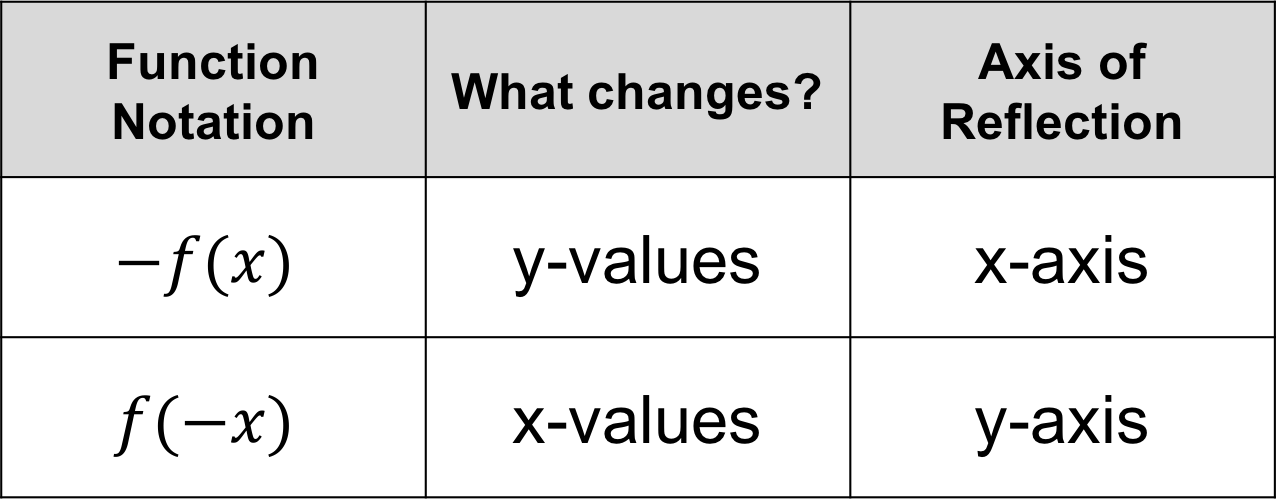 Function
Notation
What changes?
Axis of
Reflection
−f(x)
y-values
x-axis
f(−x)
x-values
y-axis